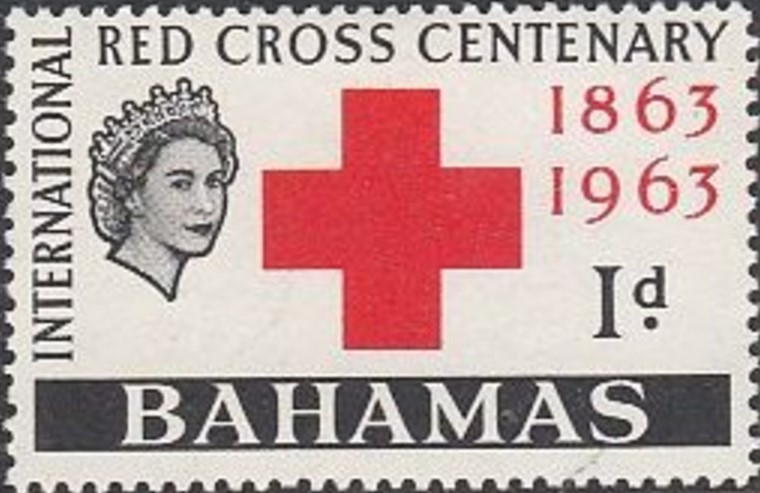 INTERNATIONAL
RED CROSS CENTENARY
1863
1963
1d
BAHAMAS